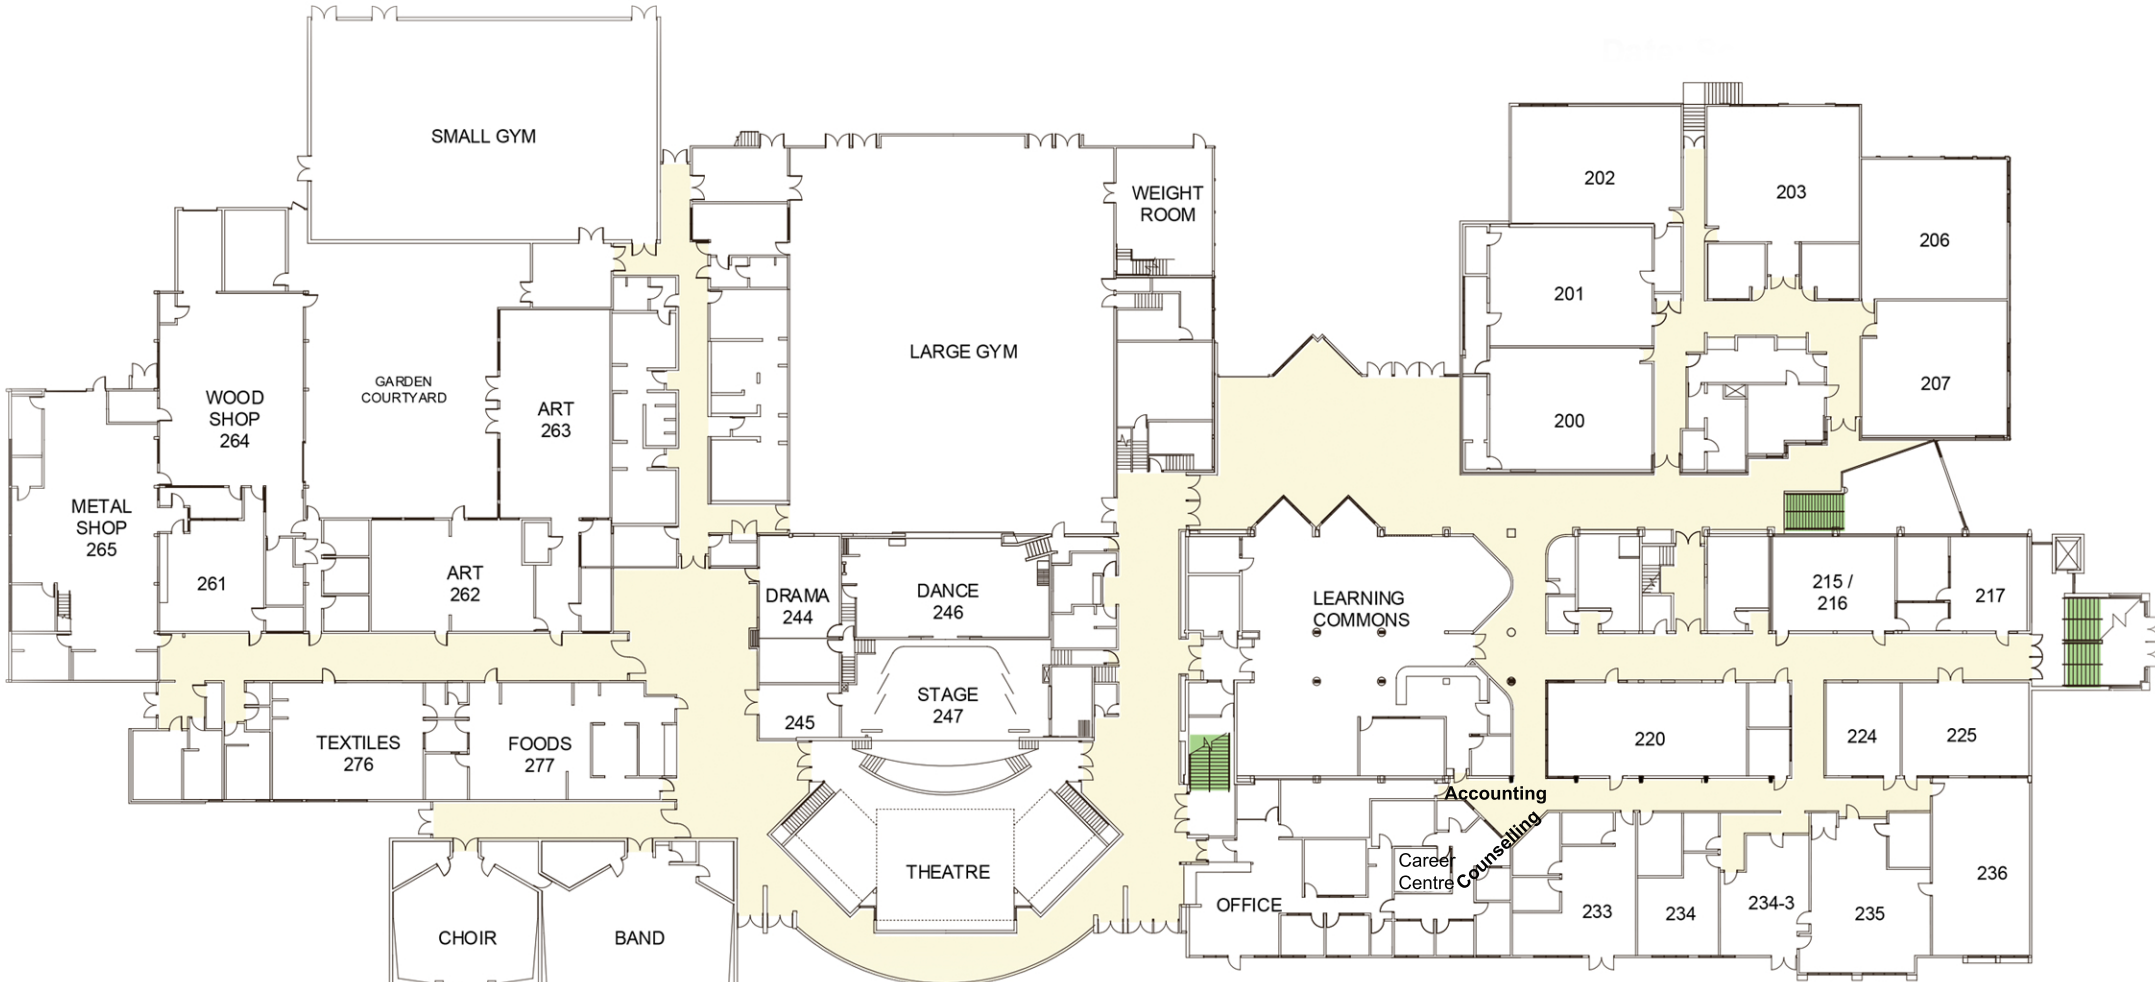 SMALL GYM
WEIGHT
ROOM
202
203
206
201
LARGE GYM
GARDEN
COURTYARD
WOOD
SHOP
264
ART
263
200
207
METAL
SHOP
265
261
ART
262
DRAMA
244
DANCE
246
LEARNING
COMMONS
215 /
216
217
STAGE
247
245
TEXTILES
276
FOODS
277
220
224
225
Accounting
Counselling
Career
Centre
THEATRE
OFFICE
CHOIR
BAND
233
234
234-3
235
236